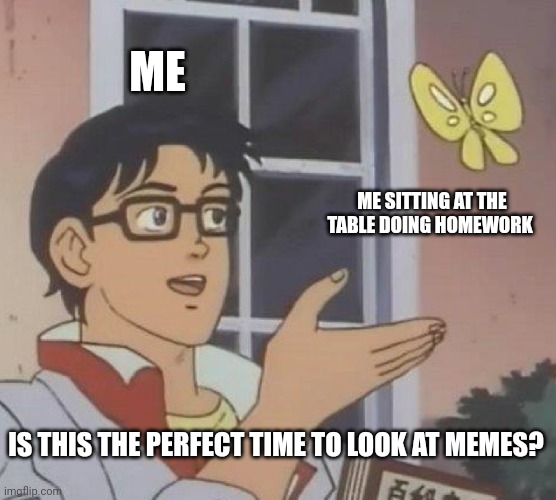 ME
ME SITTING AT THE
TABLE DOING HOMEWORK
IS THIS THE PERFECT TIME TO LOOK AT MEMES?
imgflip.com